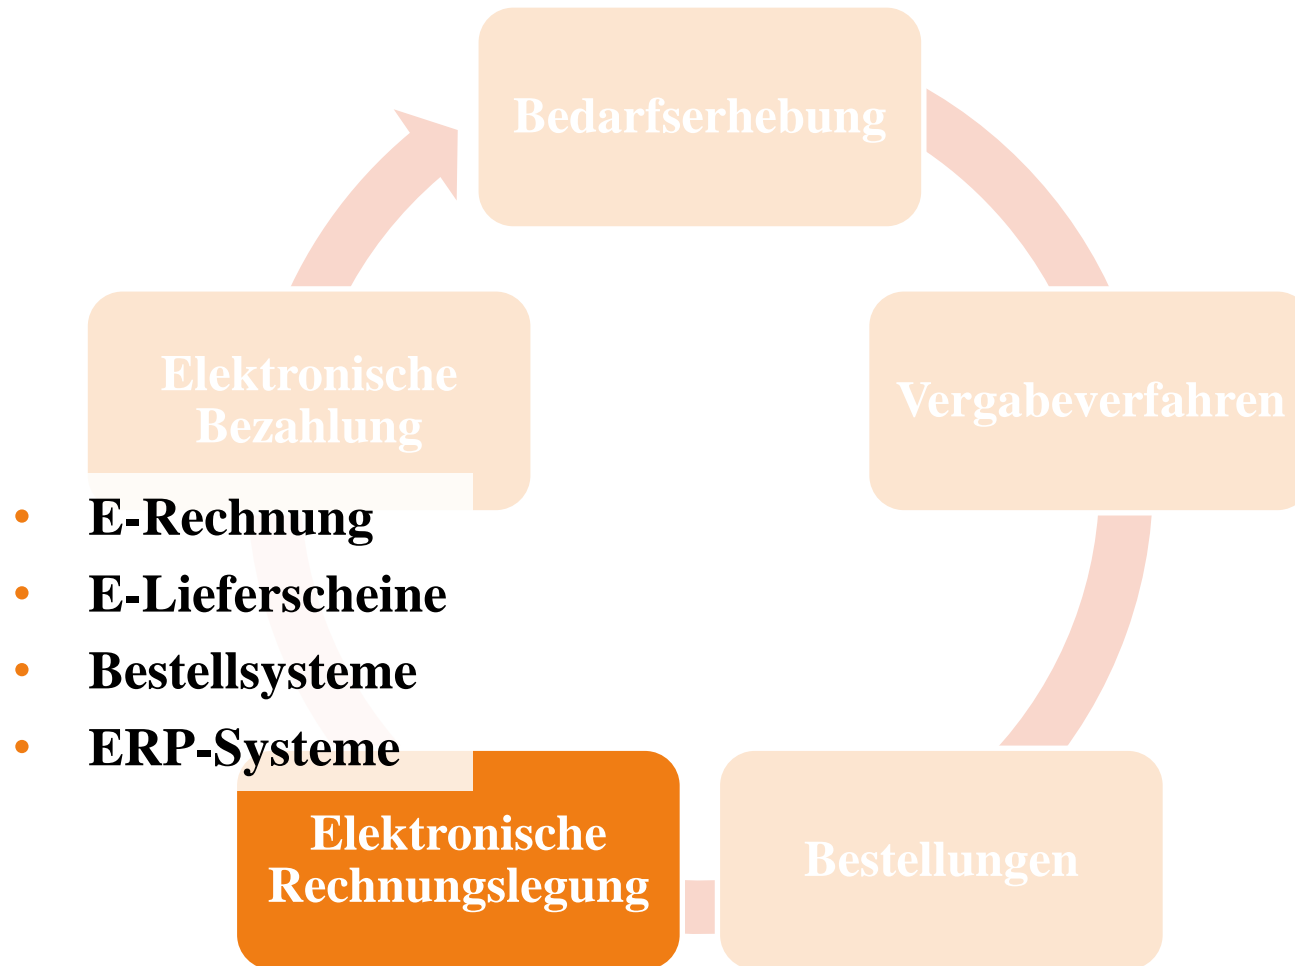 Bedarfserhebung
Elektronische
Bezahlung
Vergabeverfahren
• E-Rechnung
• E-Lieferscheine
• Bestellsysteme
• ERP-Systeme
Elektronische
Rechnungslegung
Bestellungen